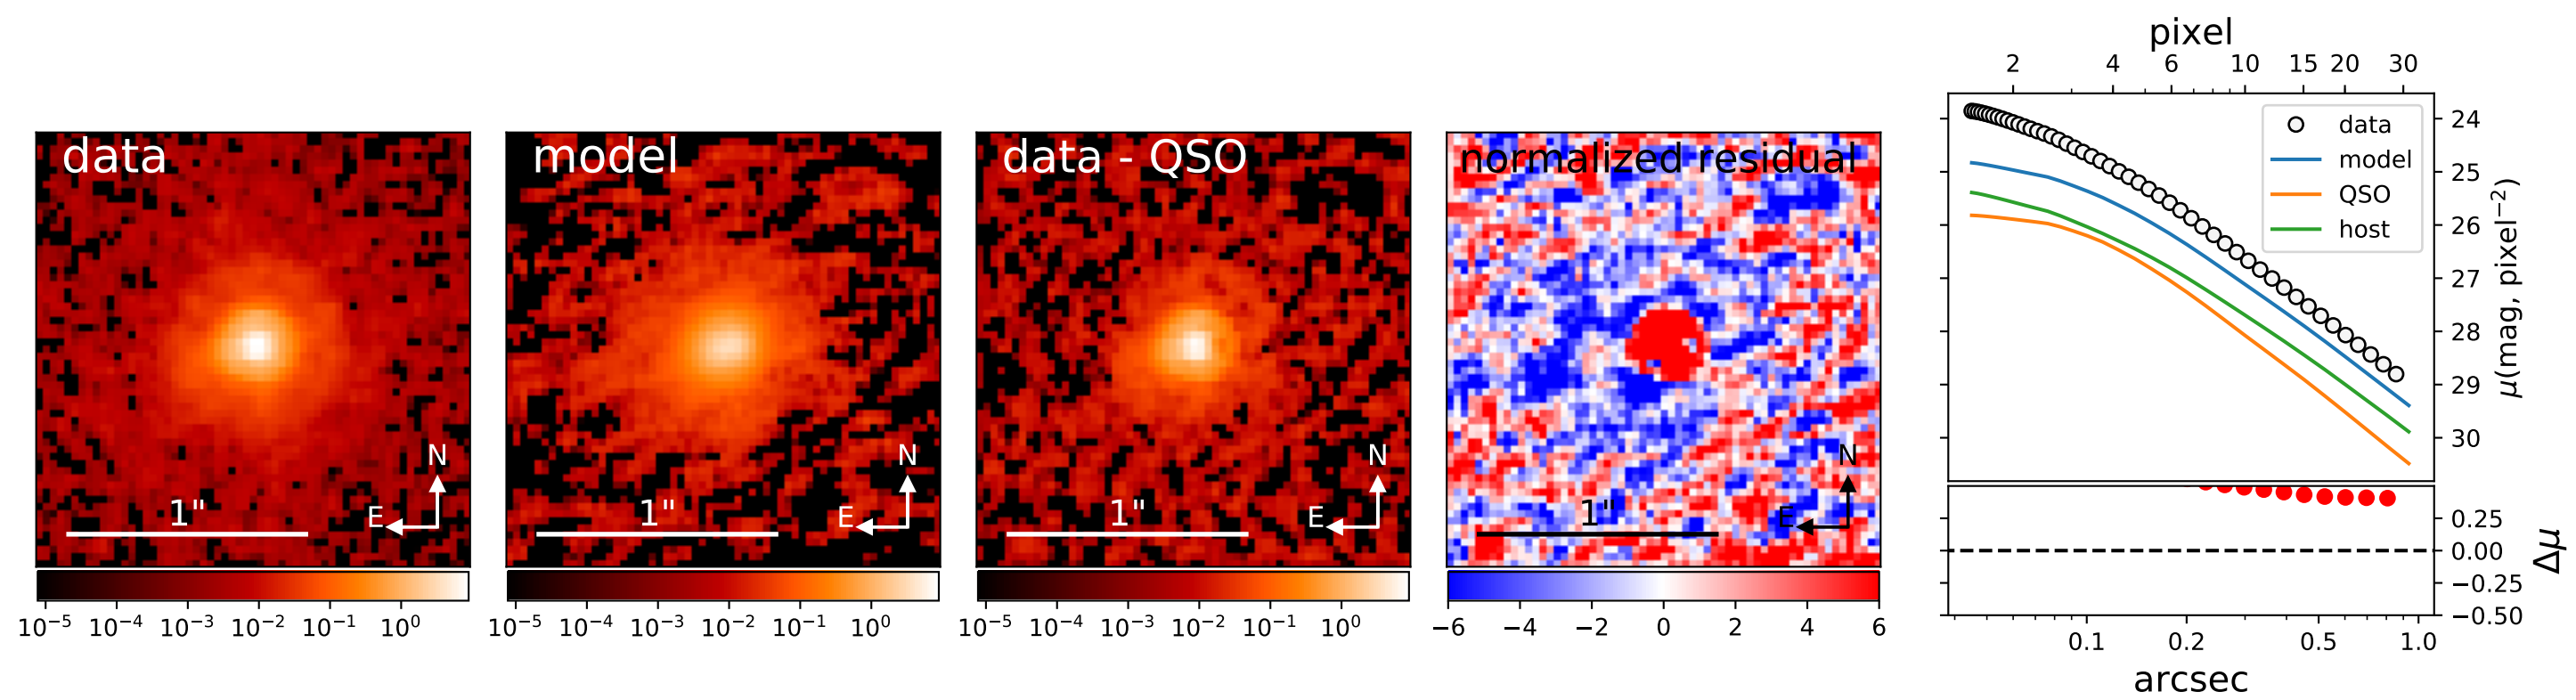 data
N
E
1"
10⁻⁵ 10⁻⁴ 10⁻³ 10⁻² 10⁻¹ 10⁰
model
N
E
1"
10⁻⁵ 10⁻⁴ 10⁻³ 10⁻² 10⁻¹ 10⁰
data - QSO
N
E
1"
10⁻⁵ 10⁻⁴ 10⁻³ 10⁻² 10⁻¹ 10⁰
normalized residual
N
E
1"
−6 −4 −2 0 2 4 6
pixel
2 4 6 10 15 20 30
data
model
QSO
host
24
25
26
27
28
29
30
μ(mag, pixel⁻²)
0.25
0.00
−0.25
−0.50
Δμ
0.1 0.2 0.5 1.0
arcsec